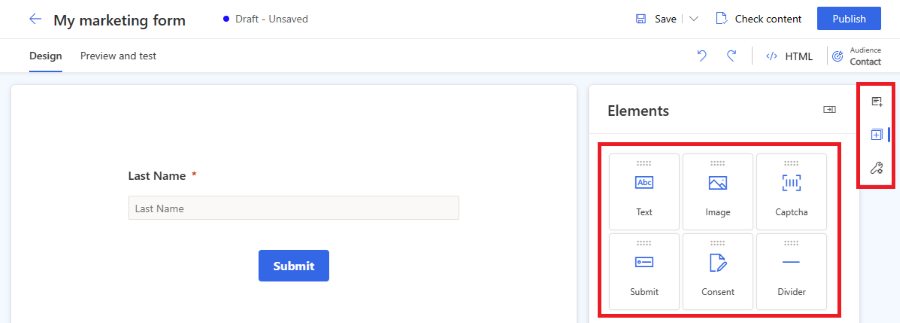 My marketing form
Draft - Unsaved
Save
Check content
Publish
Design
Preview and test
HTML
Audience
Contact
Last Name *
Last Name
Submit
Elements
Abc
Text
Image
Captcha
Submit
Consent
Divider